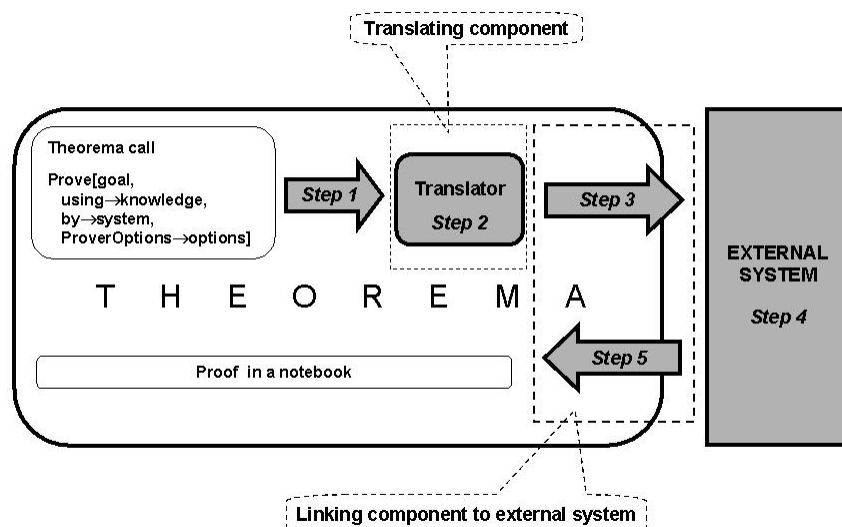 Translating component
Theorema call
Prove[goal,
using→knowledge,
by→system,
ProverOptions→options]
Step 1
Translator
Step 2
Step 3
EXTERNAL
SYSTEM
Step 4
T H E O R E M A
Step 5
Proof in a notebook
Linking component to external system